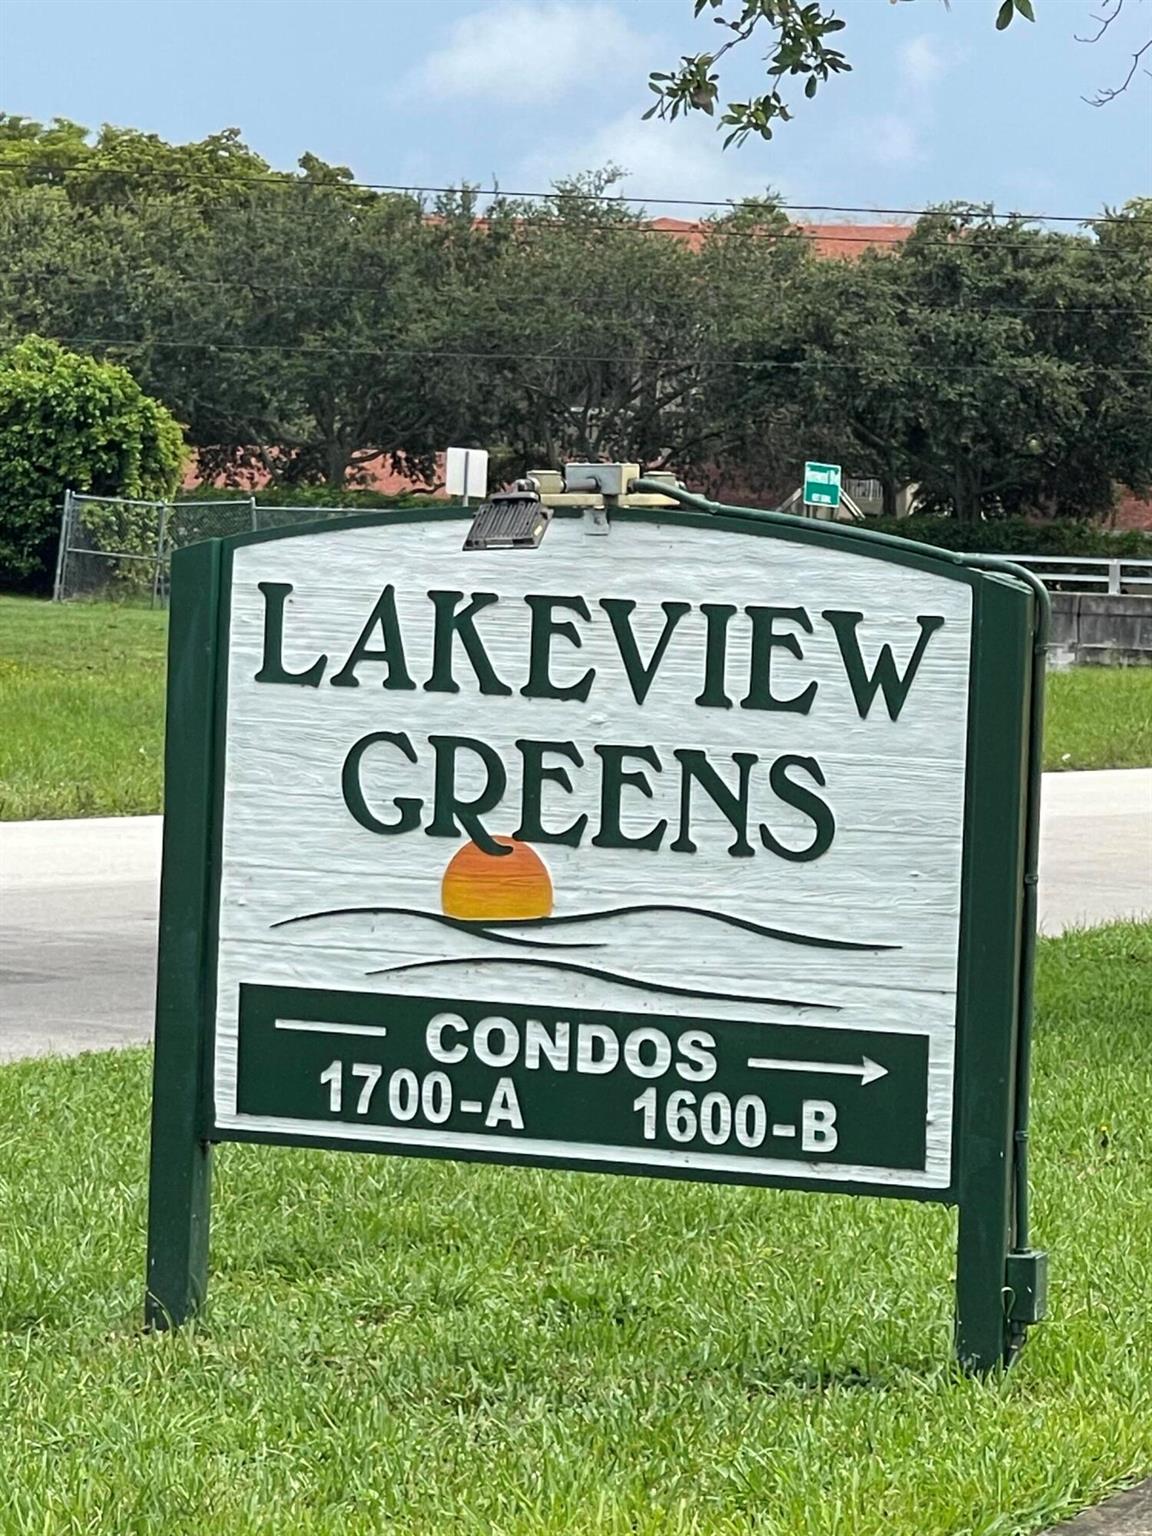 LAKEVIEW
GREENS
CONDOS
1700-A 1600-B